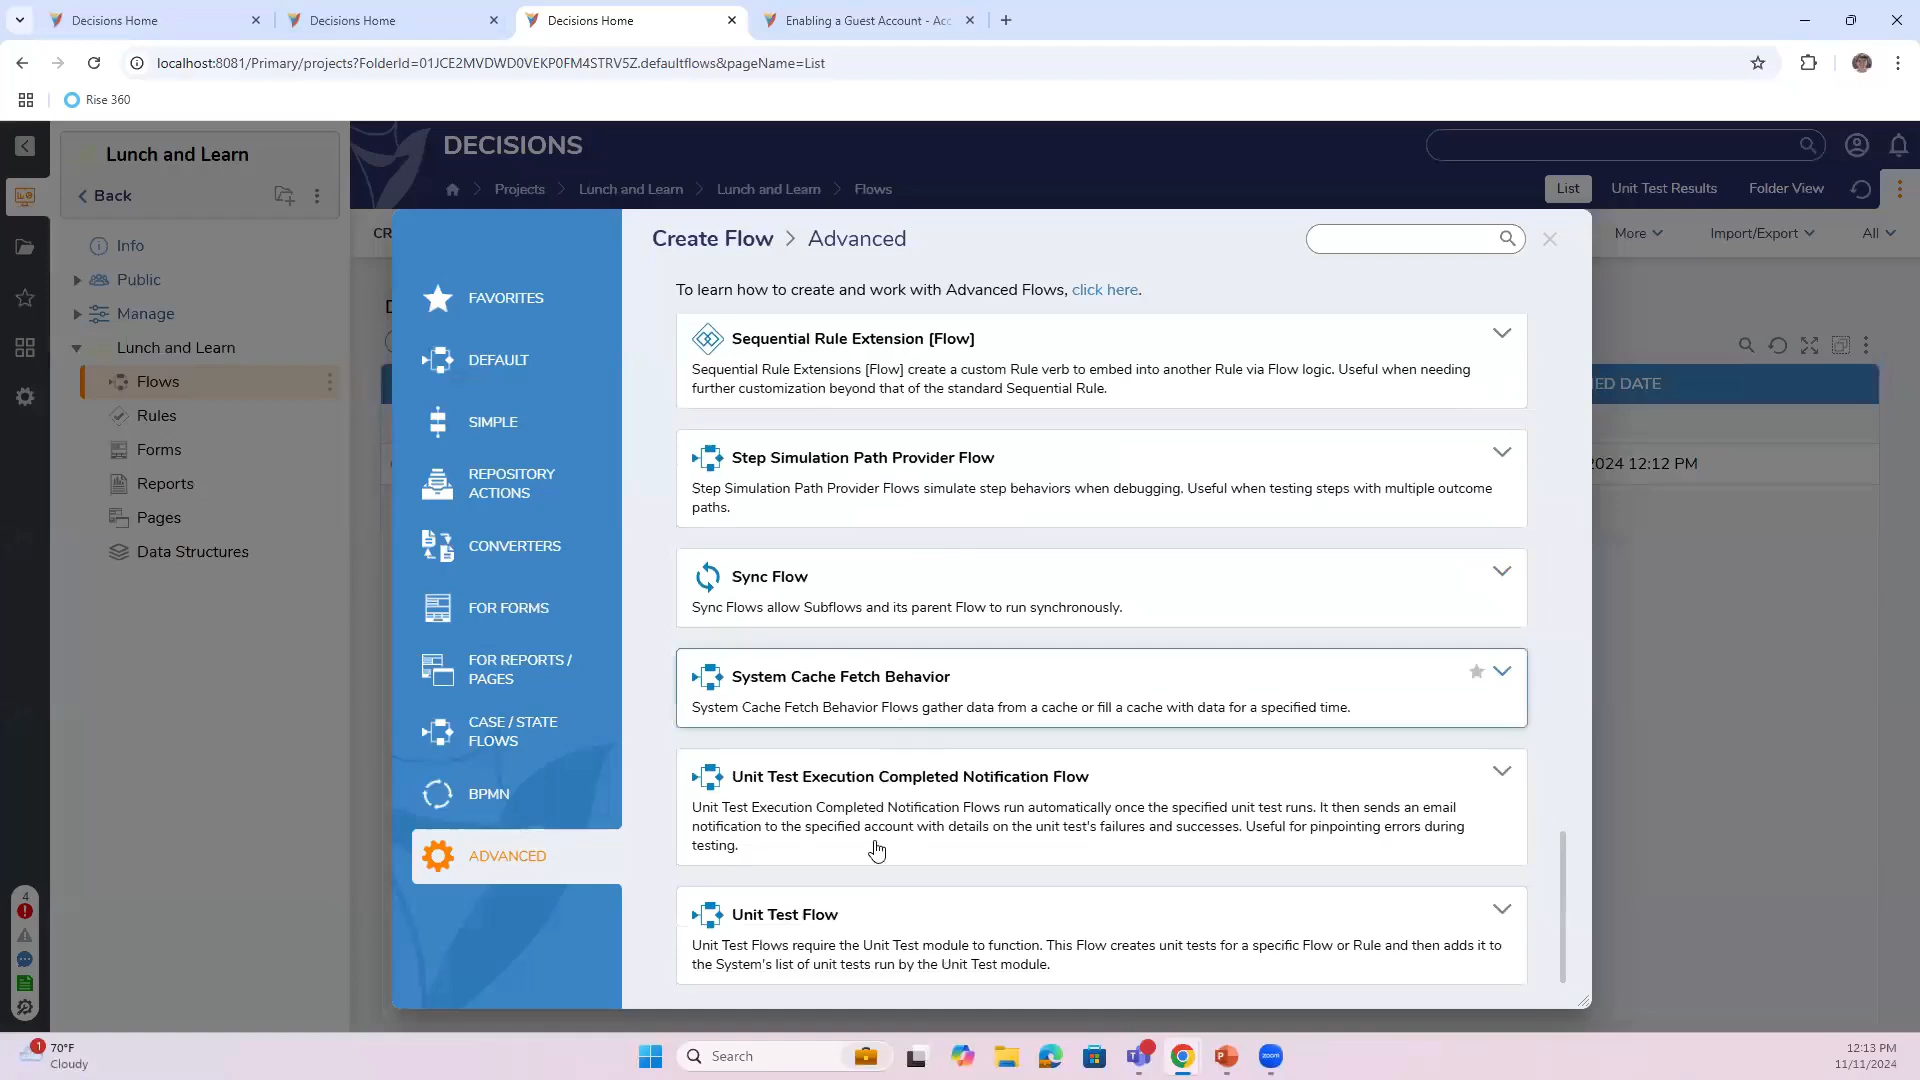 Decisions Home
Decisions Home
Decisions Home
Enabling a Guest Account - Acc
localhost:8081/Primary/projects?FolderId=01JCE2MVDWD0VEKP0FM4STRV5Z.defaultflows&pageName=List
Rise 360
Lunch and Learn
Back
Info
Public
Manage
Lunch and Learn
Flows
Rules
Forms
Reports
Pages
Data Structures
4
DECISIONS
Projects > Lunch and Learn > Lunch and Learn > Flows
List
Unit Test Results
Folder View
CR
More
Import/Export
All
ED DATE
2024 12:12 PM
Create Flow > Advanced
FAVORITES
DEFAULT
SIMPLE
REPOSITORY
ACTIONS
CONVERTERS
FOR FORMS
FOR REPORTS /
PAGES
CASE / STATE
FLOWS
BPMN
ADVANCED
To learn how to create and work with Advanced Flows, click here.
Sequential Rule Extension [Flow]
Sequential Rule Extensions [Flow] create a custom Rule verb to embed into another Rule via Flow logic. Useful when needing
further customization beyond that of the standard Sequential Rule.
Step Simulation Path Provider Flow
Step Simulation Path Provider Flows simulate step behaviors when debugging. Useful when testing steps with multiple outcome
paths.
Sync Flow
Sync Flows allow Subflows and its parent Flow to run synchronously.
System Cache Fetch Behavior
System Cache Fetch Behavior Flows gather data from a cache or fill a cache with data for a specified time.
Unit Test Execution Completed Notification Flow
Unit Test Execution Completed Notification Flows run automatically once the specified unit test runs. It then sends an email
notification to the specified account with details on the unit test's failures and successes. Useful for pinpointing errors during
testing.
Unit Test Flow
Unit Test Flows require the Unit Test module to function. This Flow creates unit tests for a specific Flow or Rule and then adds it to
the System's list of unit tests run by the Unit Test module.
1
70°F
Cloudy
Search
zoom
12:13 PM
11/11/2024